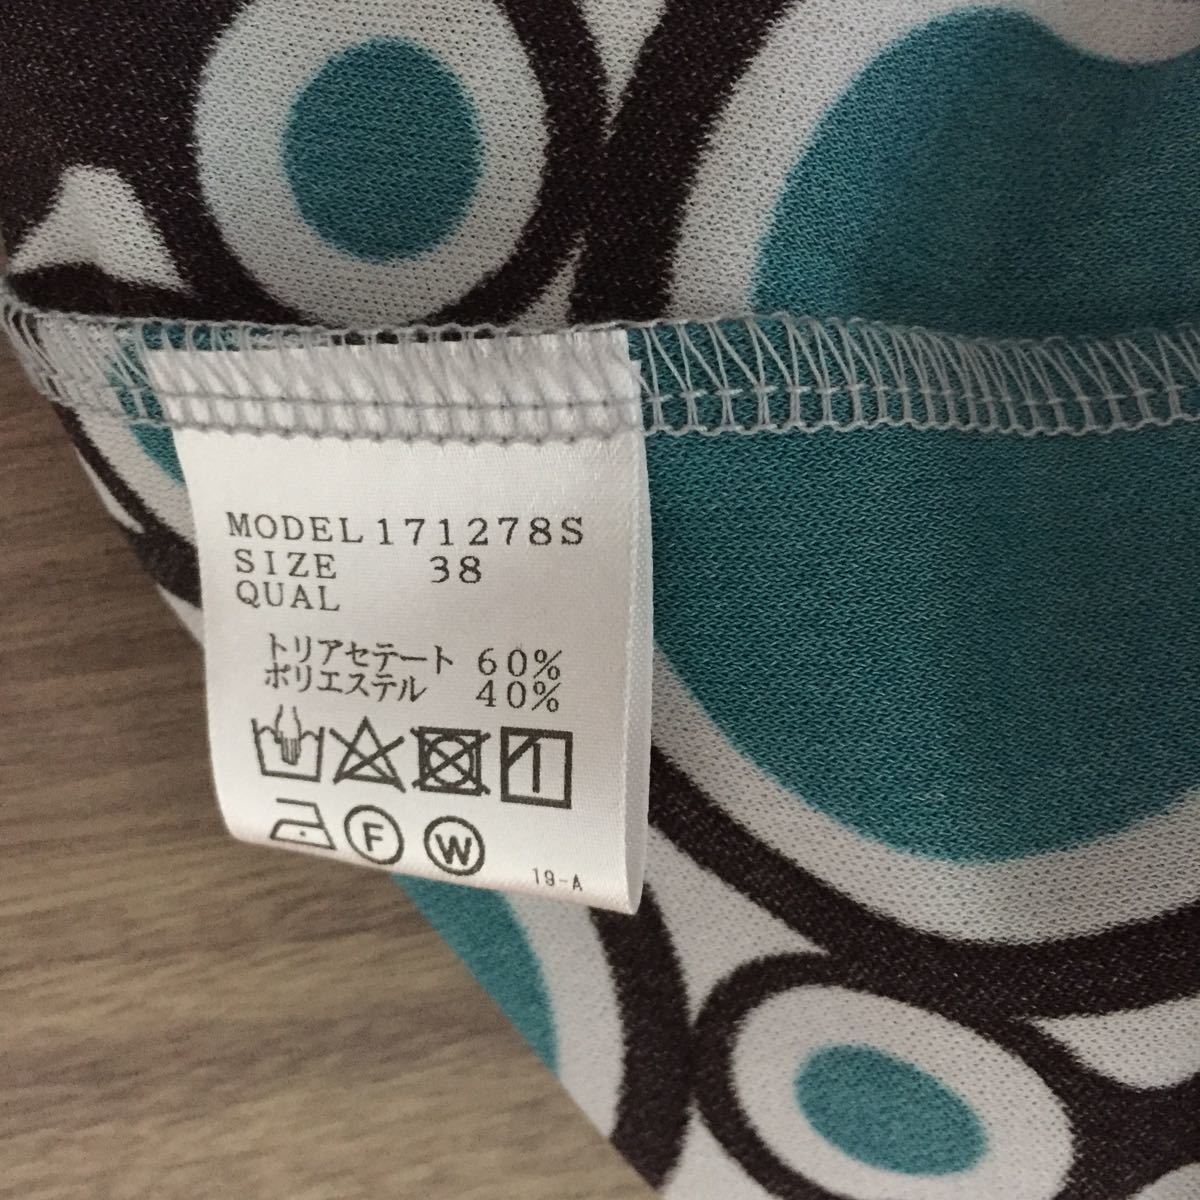 MODEL 171278S
SIZE 38
QUAL
トリアセテート 60%
ポリエステル 40%
F W
19-A